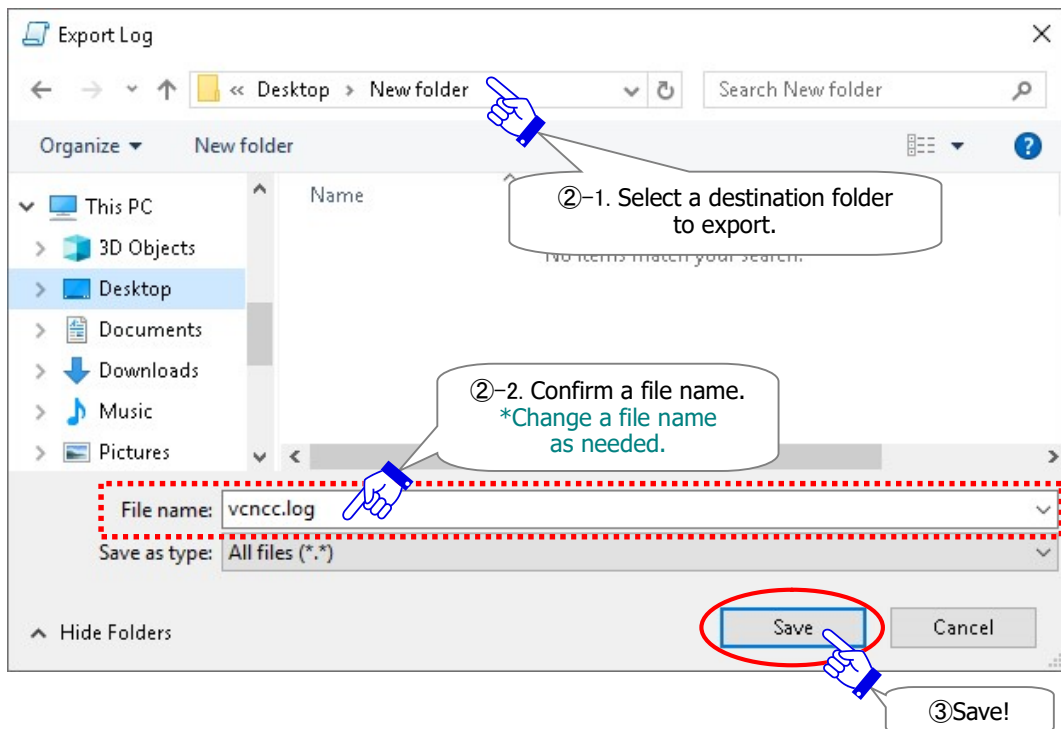 Export Log
« Desktop > New folder
Search New folder
Organize
New folder
This PC
3D Objects
Desktop
Documents
Downloads
Music
Pictures
Name
②-1. Select a destination folder
to export.
No items match your search.
②-2. Confirm a file name.
*Change a file name
as needed.
File name: vcncc.log
Save as type: All files (*.*)
Hide Folders
Save
Cancel
③Save!